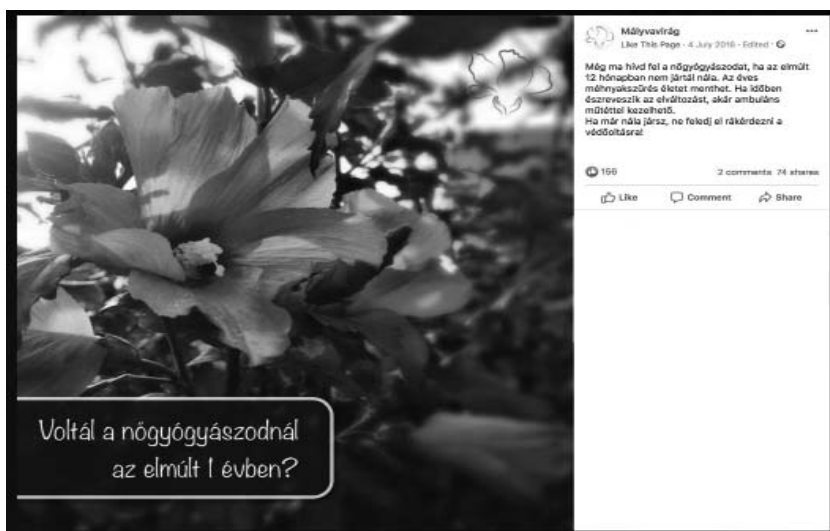 Voltál a nőgyógyászodnál
az elmúlt 1 évben?
Mályvavirág
Like This Page · 4 July 2016 · Edited ·
Még ma hívd fel a nőgyógyászodat, ha az elmúlt
12 hónapban nem jártál nála. Az éves
méhnyakszűrés életet menthet. Ha időben
észreveszik az elváltozást, akár ambuláns
műtéttel kezelhető.
Ha már nála jársz, ne feledj el rákérdezni a
védőoltásra!
166 2 comments 74 shares
Like Comment Share